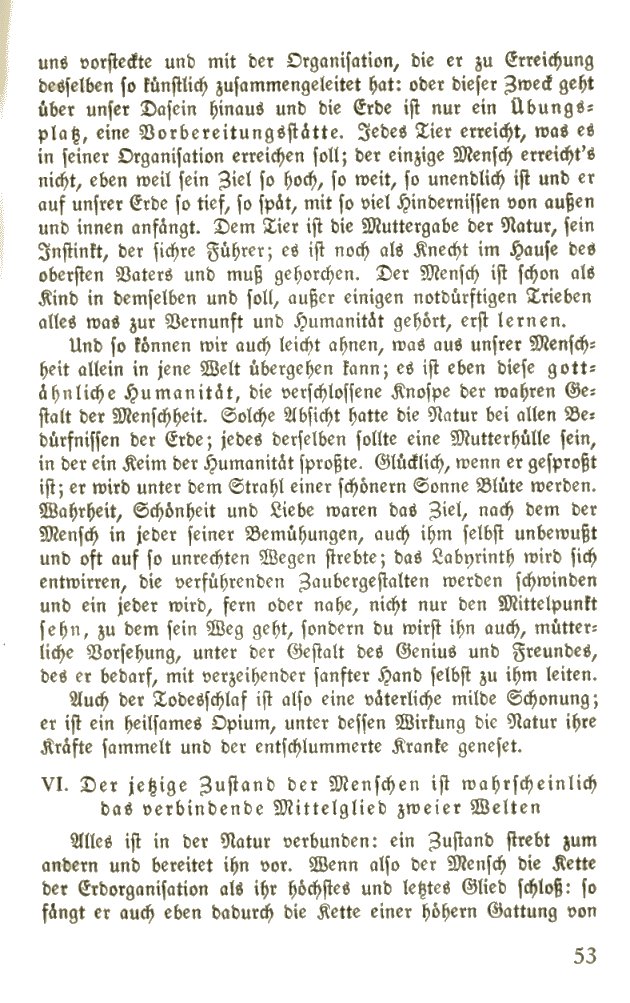 uns vorsteckte und mit der Organisation, die er zu Erreichung
desselben so künstlich zusammengeleitet hat: oder dieser Zweck geht
über unser Dasein hinaus und die Erde ist nur ein Übungs-
platz, eine Vorbereitungsstätte. Jedes Tier erreicht, was es
in seiner Organisation erreichen soll; der einzige Mensch erreicht's
nicht, eben weil sein Ziel so hoch, so weit, so unendlich ist und er
auf unsrer Erde so tief, so spät, mit so viel Hindernissen von außen
und innen anfängt. Dem Tier ist die Muttergabe der Natur, sein
Instinkt, der sichre Führer; es ist noch als Knecht im Hause des
obersten Vaters und muß gehorchen. Der Mensch ist schon als
Kind in demselben und soll, außer einigen notdürftigen Trieben
alles was zur Vernunft und Humanität gehört, erst lernen.
Und so können wir auch leicht ahnen, was aus unsrer Mensch-
heit allein in jene Welt übergehen kann; es ist eben diese gott-
ähnliche Humanität, die verschlossene Knospe der wahren Ge-
stalt der Menschheit. Solche Absicht hatte die Natur bei allen Be-
dürfnissen der Erde; jedes derselben sollte eine Mutterhülle sein,
in der ein Keim der Humanität sproßte. Glücklich, wenn er gesproßt
ist; er wird unter dem Strahl einer schönern Sonne Blüte werden.
Wahrheit, Schönheit und Liebe waren das Ziel, nach dem der
Mensch in jeder seiner Bemühungen, auch ihm selbst unbewußt
und oft auf so unrechten Wegen strebte; das Labyrinth wird sich
entwirren, die verführenden Zaubergestalten werden schwinden
und ein jeder wird, fern oder nahe, nicht nur den Mittelpunkt
sehn, zu dem sein Weg geht, sondern du wirst ihn auch, mütter-
liche Vorsehung, unter der Gestalt des Genius und Freundes,
des er bedarf, mit verzeihender sanfter Hand selbst zu ihm leiten.
Auch der Todesschlaf ist also eine väterliche milde Schonung;
er ist ein heilsames Opium, unter dessen Wirkung die Natur ihre
Kräfte sammelt und der entschlummerte Kranke geneset.
VI. Der jetzige Zustand der Menschen ist wahrscheinlich
das verbindende Mittelglied zweier Welten
Alles ist in der Natur verbunden: ein Zustand strebt zum
andern und bereitet ihn vor. Wenn also der Mensch die Kette
der Erdorganisation als ihr höchstes und letztes Glied schloß: so
fängt er auch eben dadurch die Kette einer höhern Gattung von
53